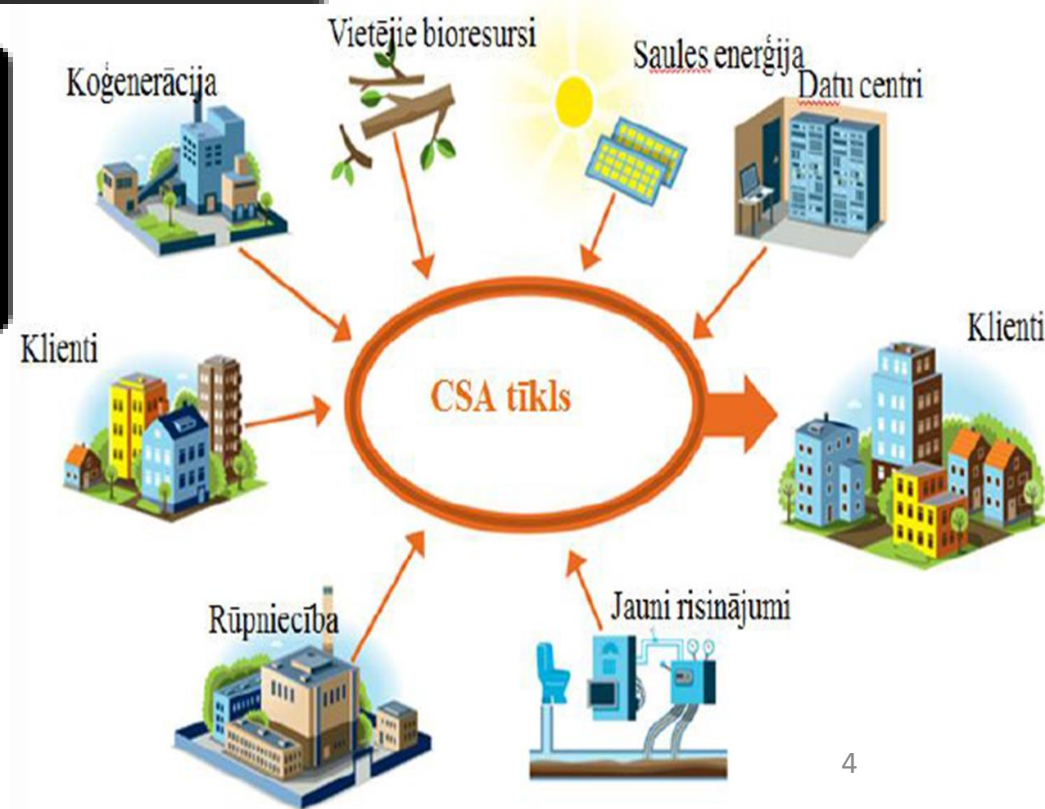 Vietējie bioresursi
Saules enerģija
Koģenerācija
Datu centri
Klienti
Klienti
CSA tīkls
Rūpniecība
Jauni risinājumi
4